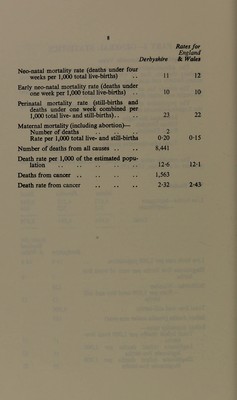 8
Rates for
England
Derbyshire & Wales
Neo-natal mortality rate (deaths under four
weeks per 1,000 total live-births) .. 11 12
Early neo-natal mortality rate (deaths under
one week per 1,000 total live-births) .. 10 10
Perinatal mortality rate (still-births and
deaths under one week combined per
1,000 total live- and still-births).. .. 23 22
Maternal mortality (including abortion)—
Number of deaths .. .. .. 2
Rate per 1,000 total live- and still-births 0·20 0·15
Number of deaths from all causes .. .. 8,441
Death rate per 1,000 of the estimated popu-
lation .. .. .. .. .. 12·6 12·1
Deaths from cancer .. .. .. .. 1,563
Death rate from cancer .. .. .. 2·32 2·43